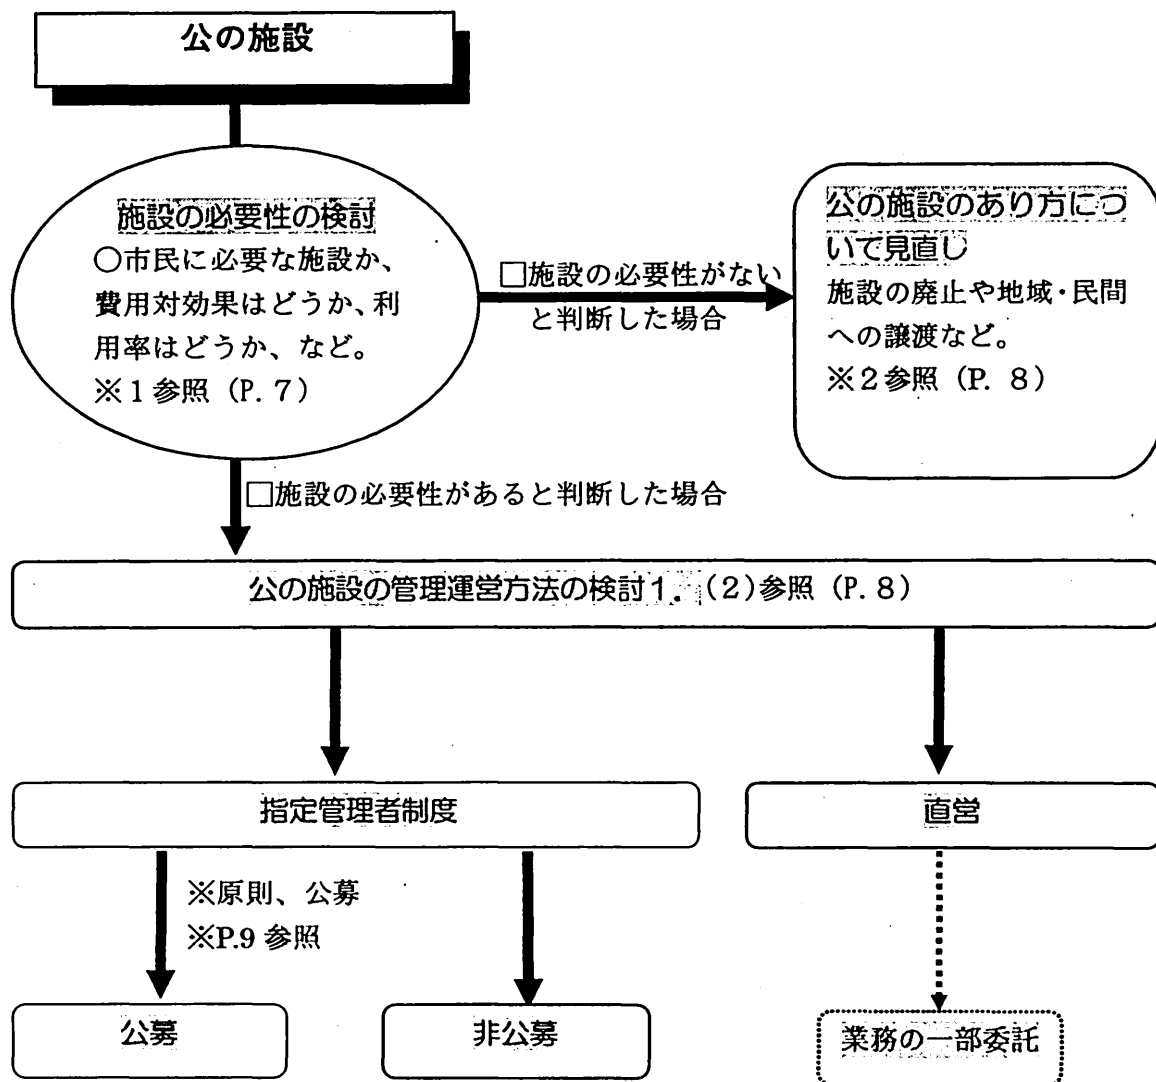 公の施設
施設の必要性の検討
○市民に必要な施設か、
費用対効果はどうか、利
用率はどうか、など。
※1参照（P. 7）
□施設の必要性がない
と判断した場合
公の施設のあり方につ
いて見直し
施設の廃止や地域・民間
への譲渡など。
※2参照（P. 8）
□施設の必要性があると判断した場合
公の施設の管理運営方法の検討1．(2)参照（P. 8）
指定管理者制度
直営
※原則、公募
※P.9 参照
公募
非公募
業務の一部委託